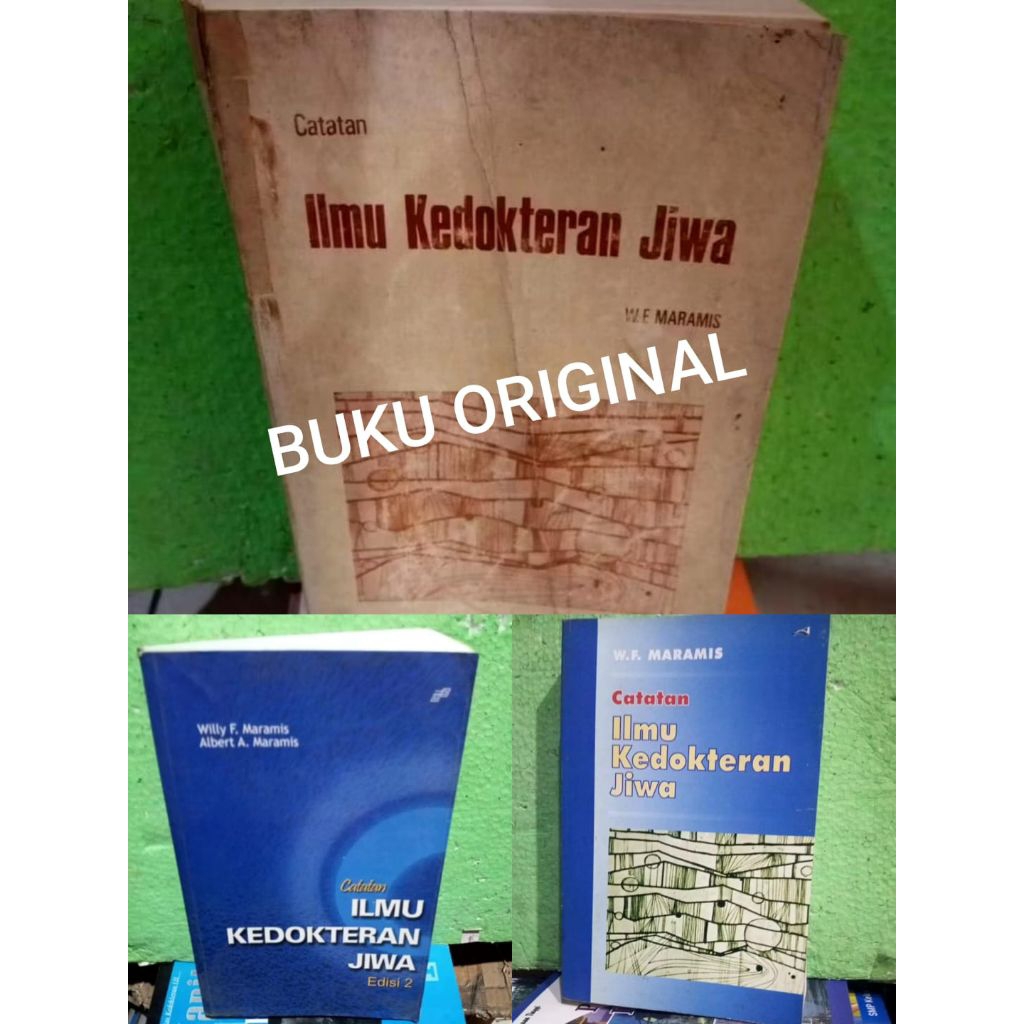 Catatan
Ilmu Kedokteran Jiwa
W.F MARAMIS
BUKU ORIGINAL
Willy F. Maramis
Albert A. Maramis
Catatan
ILMU
KEDOKTERAN
JIWA
Edisi 2
W.F. MARAMIS
Catatan
Ilmu
Kedokteran
Jiwa